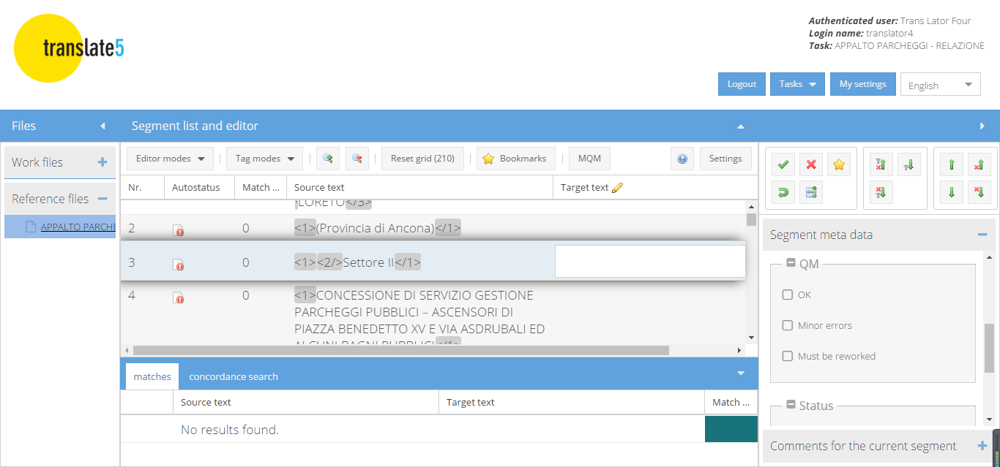 translate5
Authenticated user: Trans Lator Four
Login name: translator4
Task: APPALTO PARCHEGGI - RELAZIONE
Logout
Tasks
My settings
English
Files
Segment list and editor
Work files
Reference files
APPALTO PARCHE
Editor modes
Tag modes
Reset grid (210)
Bookmarks
MQM
Settings
Nr.
Autostatus
Match ...
Source text
Target text
LORETO</3>
2 0 <1>(Provincia di Ancona)</1>
3 0 <1><2/>Settore II</1>
4 0 <1>CONCESSIONE DI SERVIZIO GESTIONE
PARCHEGGI PUBBLICI – ASCENSORI DI
PIAZZA BENEDETTO XV E VIA ASDRUBALI ED
ALCUNI BAGNI PUBBLICI</1>
matches
concordance search
Source text
Target text
Match ...
No results found.
Segment meta data
QM
OK
Minor errors
Must be reworked
Status
Comments for the current segment